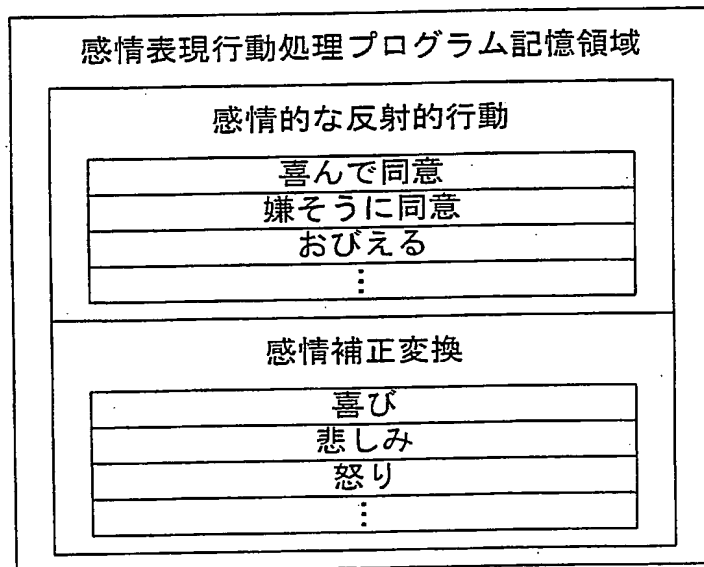 感情表現行動処理プログラム記憶領域
感情的な反射的行動
喜んで同意
嫌そうに同意
おびえる
⋮
感情補正変換
喜び
悲しみ
怒り
⋮